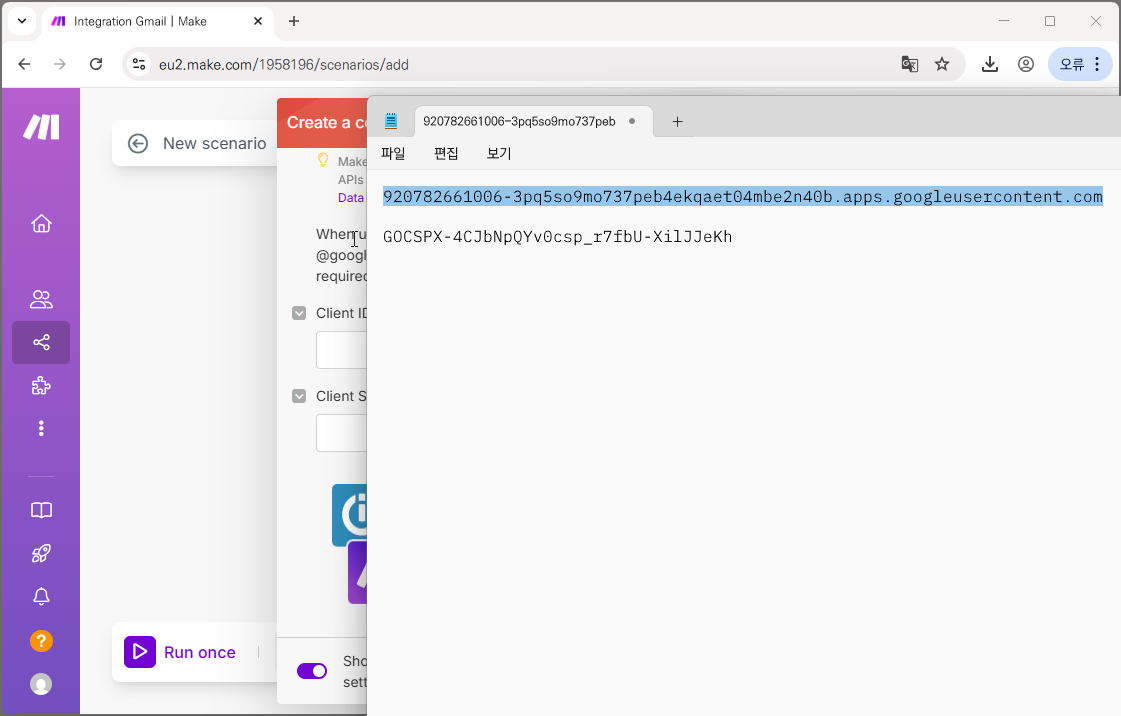 Integration Gmail | Make
eu2.make.com/1958196/scenarios/add
오류
New scenario
Create a c
Make
APIs
Data
When u
@googl
required
Client ID
Client S
Run once
Sho
sett
920782661006-3pq5so9mo737peb
파일 편집 보기
920782661006-3pq5so9mo737peb4ekqaet04mbe2n40b.apps.googleusercontent.com
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